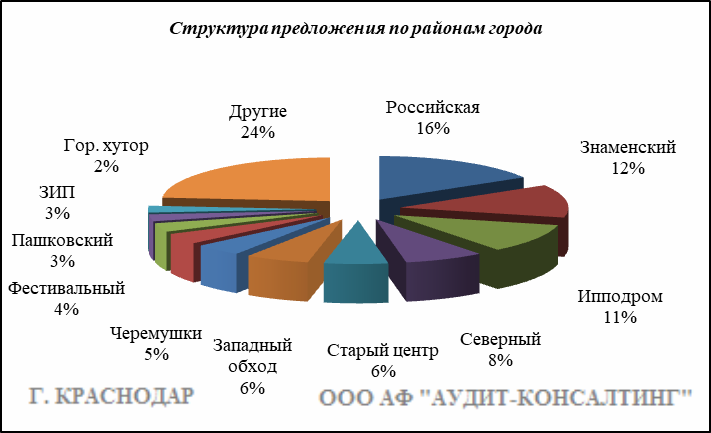 Структура предложения по районам города
Другие
24%
Российская
16%
Гор. хутор
2%
Знаменский
12%
ЗИП
3%
Пашковский
3%
Фестивальный
4%
Ипподром
11%
Черемушки
5%
Западный
обход
6%
Старый центр
6%
Северный
8%
Г. КРАСНОДАР
ООО АФ "АУДИТ-КОНСАЛТИНГ"